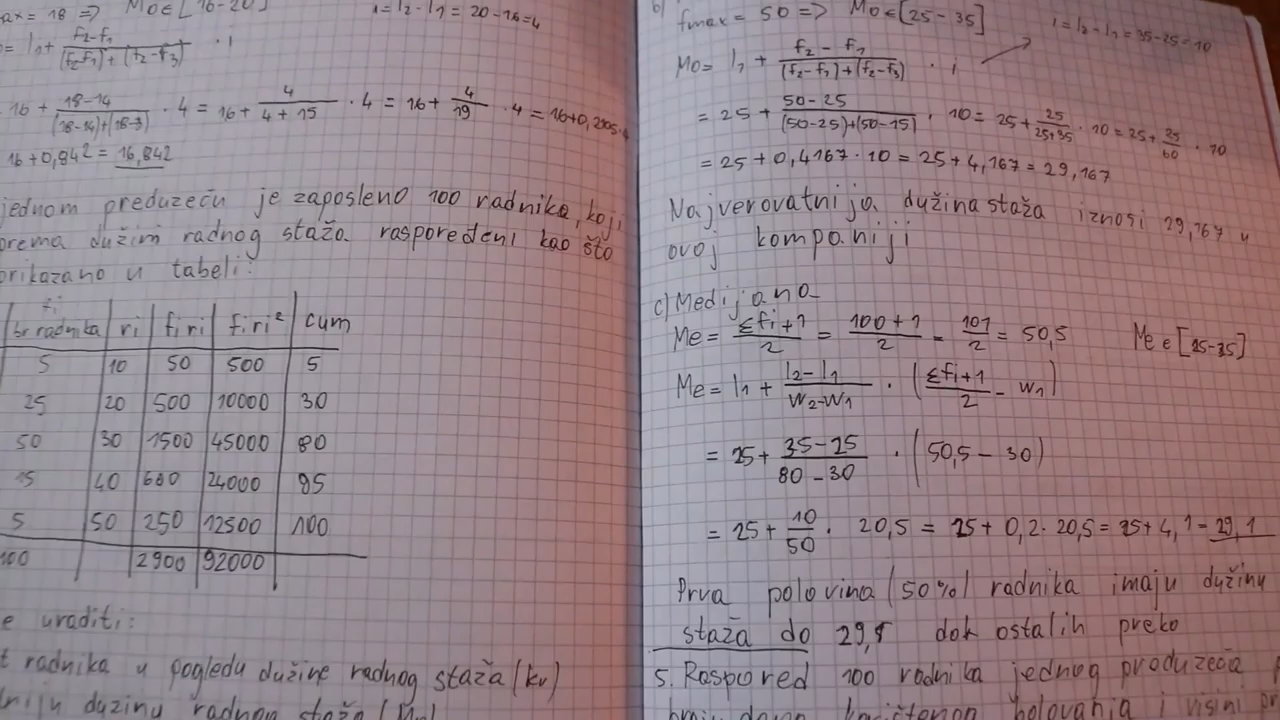 ax = 18 => Mo∈[16-20]
i = l2 - l1 = 20-16=4
= l1 + (f2-f1)/((f2-f1)+(f2-f3)) · i
16 + (18-14)/((18-14)+(18-3)) · 4 = 16 + 4/(4+15) · 4 = 16 + 4/19 · 4 = 16+0,2105·4
16+0,842 = 16,842
jednom preduzeću je zaposleno 100 radnika, koji
prema dužini radnog staža raspoređeni kao što
prikazano u tabeli:
fi
br radnika | ri | firi | firi² | cum
5 | 10 | 50 | 500 | 5
25 | 20 | 500 | 10000 | 30
50 | 30 | 1500 | 45000 | 80
15 | 40 | 600 | 24000 | 95
5 | 50 | 250 | 12500 | 100
100 | | 2900 | 92000
e uraditi:
t radnika u pogledu dužine radnog staža (kv)
niju dužinu radnog staža (Mo)
b) fmax = 50 => Mo∈[25-35]
i = l2 - l1 = 35-25=10
Mo = l1 + (f2 - f1)/((f2-f1)+(f2-f3)) · i
= 25 + (50-25)/((50-25)+(50-15)) · 10 = 25 + 25/(25+35) · 10 = 25 + 25/60 · 10
= 25 + 0,4167 · 10 = 25 + 4,167 = 29,167
Najverovatnija dužina staža iznosi 29,167 u
ovoj kompaniji
c) Medijana
Me = (Σfi+1)/2 = (100+1)/2 = 101/2 = 50,5 Me∈[25-35]
Me = l1 + (l2-l1)/(W2-W1) · ((Σfi+1)/2 - W1)
= 25 + (35-25)/(80-30) · (50,5 - 30)
= 25 + 10/50 · 20,5 = 25 + 0,2 · 20,5 = 25 + 4,1 = 29,1
Prva polovina (50%) radnika imaju dužinu
staža do 29,1 dok ostalih preko
5. Raspored 100 radnika jednog preduzeća
broju dana korišćenog bolovanja i visini